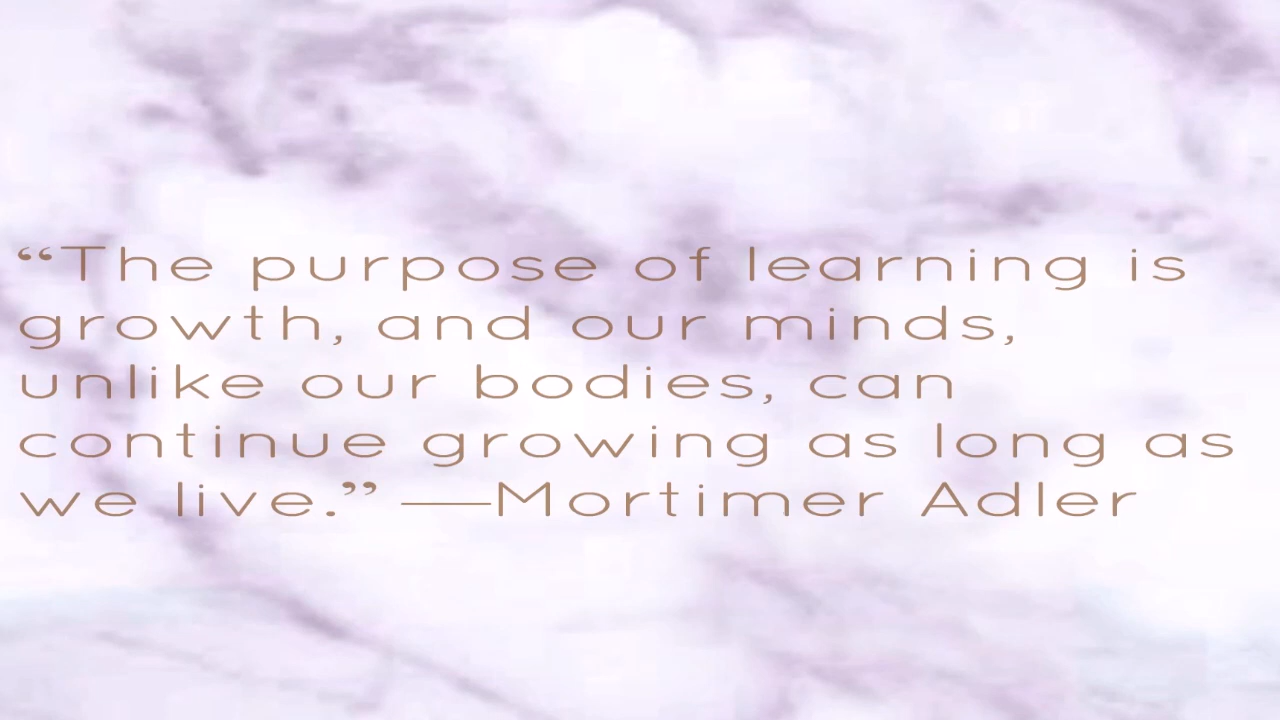 “The purpose of learning is
growth, and our minds,
unlike our bodies, can
continue growing as long as
we live.” —Mortimer Adler